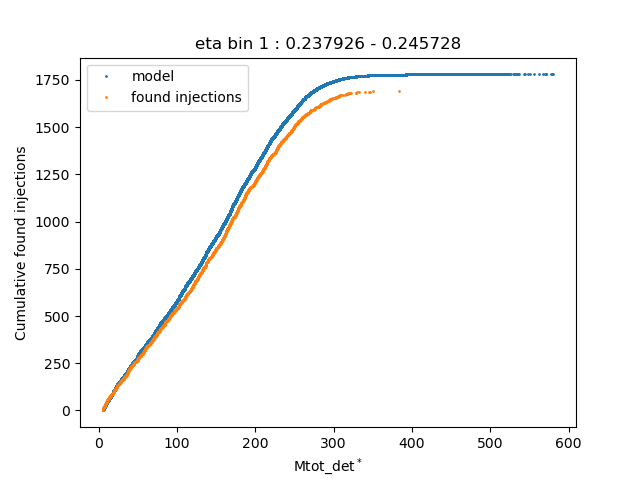 eta bin 1 : 0.237926 - 0.245728
model
found injections
1750
1500
1250
1000
750
500
250
0
Cumulative found injections
0 100 200 300 400 500 600
Mtot_det*